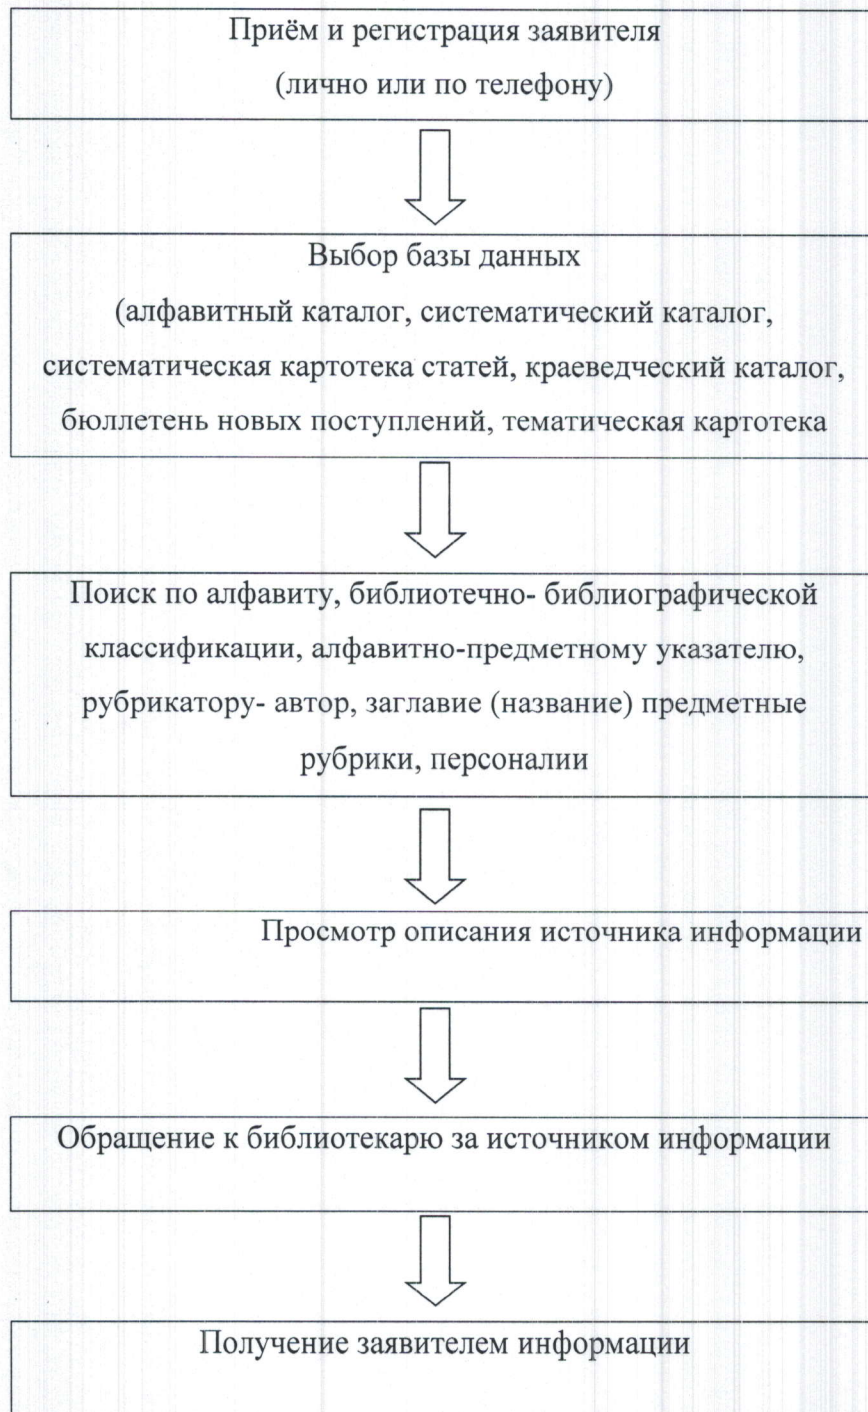 Приём и регистрация заявителя
(лично или по телефону)
Выбор базы данных
(алфавитный каталог, систематический каталог,
систематическая картотека статей, краеведческий каталог,
бюллетень новых поступлений, тематическая картотека
Поиск по алфавиту, библиотечно- библиографической
классификации, алфавитно-предметному указателю,
рубрикатору- автор, заглавие (название) предметные
рубрики, персоналии
Просмотр описания источника информации
Обращение к библиотекарю за источником информации
Получение заявителем информации